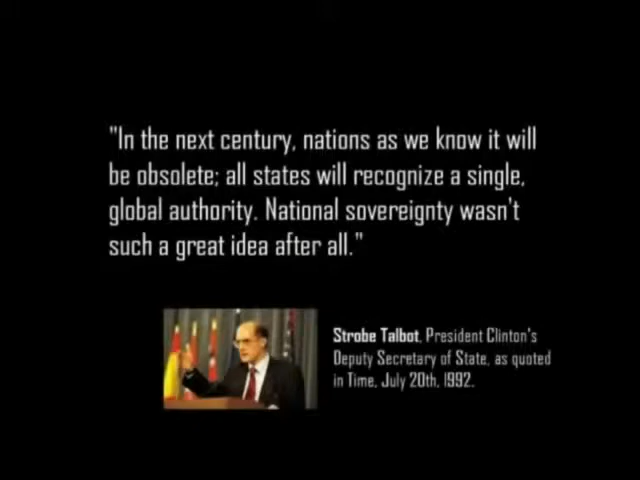 "In the next century, nations as we know it will
be obsolete; all states will recognize a single,
global authority. National sovereignty wasn't
such a great idea after all."
Strobe Talbot, President Clinton's
Deputy Secretary of State, as quoted
in Time, July 20th, 1992.